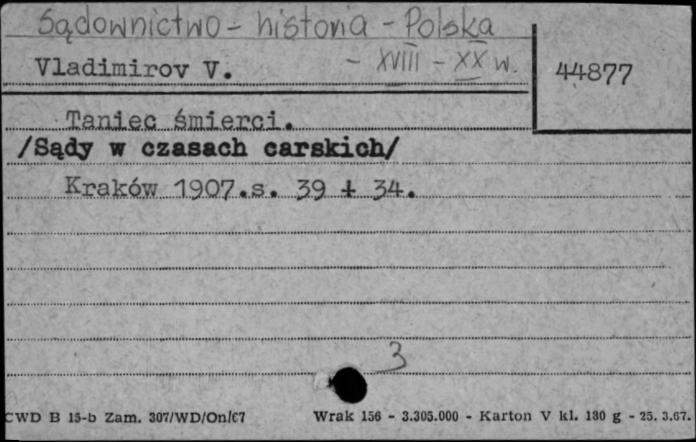 Sądownictwo - historia - Polska
- XVIII - XX w.
Vladimirov V.
44877
Taniec śmierci.
/Sądy w czasach carskich/
Kraków 1907.s. 39 + 34.
3
CWD B 15-b Zam. 307/WD/On/67 Wrak 156 - 3.305.000 - Karton V kl. 180 g - 25. 3.67.